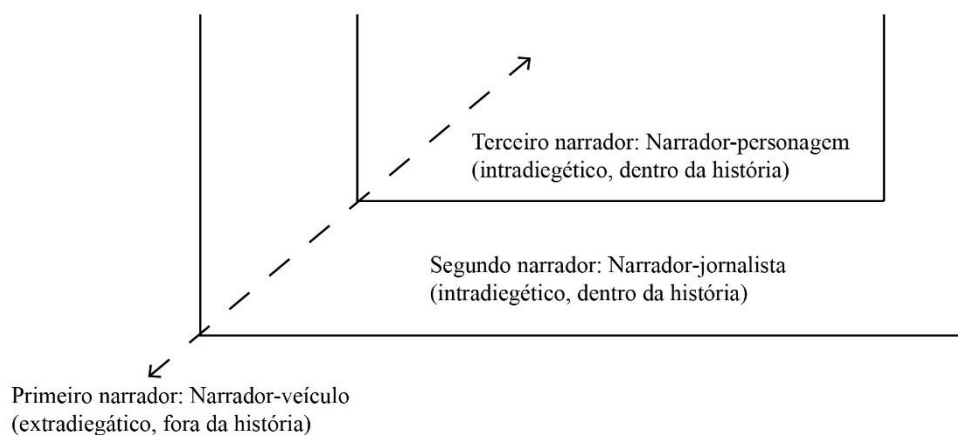 Terceiro narrador: Narrador-personagem
(intradiegético, dentro da história)
Segundo narrador: Narrador-jornalista
(intradiegético, dentro da história)
Primeiro narrador: Narrador-veículo
(extradiegático, fora da história)